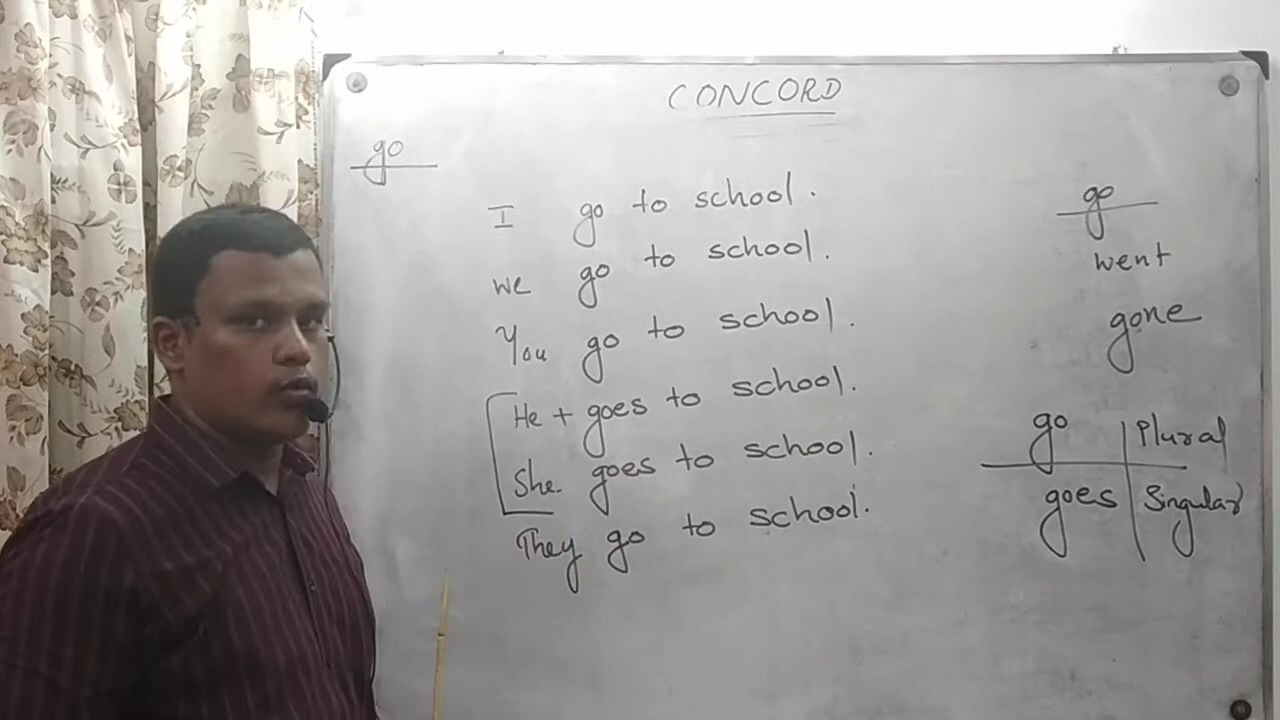 CONCORD
go
I go to school.
we go to school.
You go to school.
He + goes to school.
She goes to school.
They go to school.
go
went
gone
go Plural
goes Singular